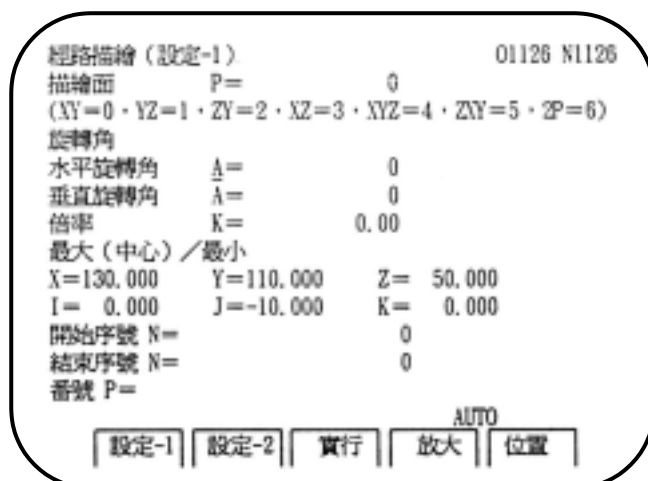 經路描繪（設定-1） O1126 N1126
描繪面 P= 0
(XY=0・YZ=1・ZY=2・XZ=3・XYZ=4・ZXY=5・2P=6)
旋轉角
水平旋轉角 A= 0
垂直旋轉角 A= 0
倍率 K= 0.00
最大（中心）／最小
X=130.000 Y=110.000 Z= 50.000
I= 0.000 J=-10.000 K= 0.000
開始序號 N= 0
結束序號 N= 0
番號 P=
AUTO
設定-1 設定-2 實行 放大 位置